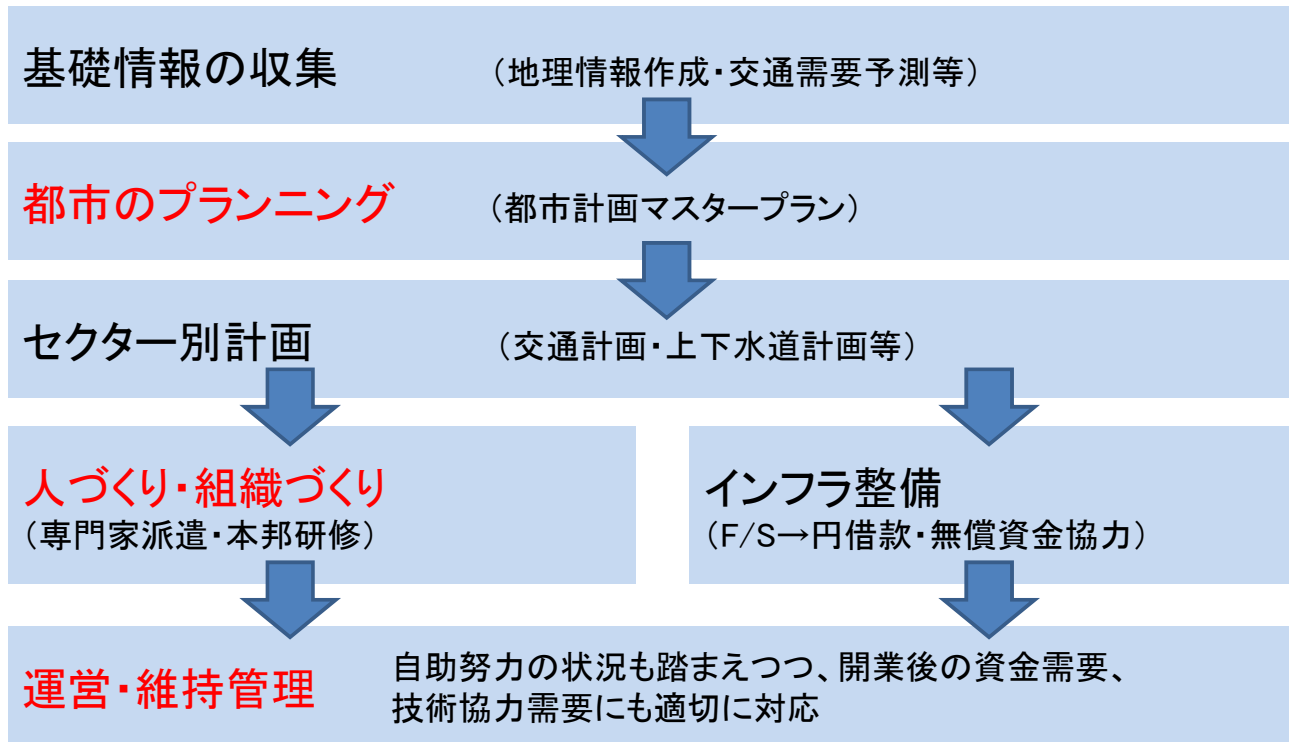 基礎情報の収集 （地理情報作成・交通需要予測等）
都市のプランニング （都市計画マスタープラン）
セクター別計画 （交通計画・上下水道計画等）
人づくり・組織づくり
（専門家派遣・本邦研修）
インフラ整備
（F/S→円借款・無償資金協力）
運営・維持管理
自助努力の状況も踏まえつつ、開業後の資金需要、
技術協力需要にも適切に対応